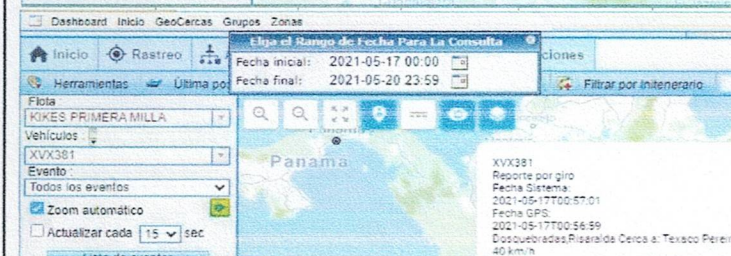 Dashboard Inicio GeoCercas Grupos Zonas
Elija el Rango de Fecha Para La Consulta
Inicio Rastreo ciones
Fecha inicial: 2021-05-17 00:00
Fecha final: 2021-05-20 23:59
Herramientas Última Filtrar por Initenerario
Flota
KIKES PRIMERA MILLA
Vehículos
XVX381
Evento :
Todos los eventos
Zoom automático
Actualizar cada 15 sec
Panama
XVX381
Reporte por giro
Fecha Sistema:
2021-05-17T00:57:01
Fecha GPS:
2021-05-17T00:56:59
Dosquebradas,Risaralda Cerca a: Texaco Perei
40 km/h